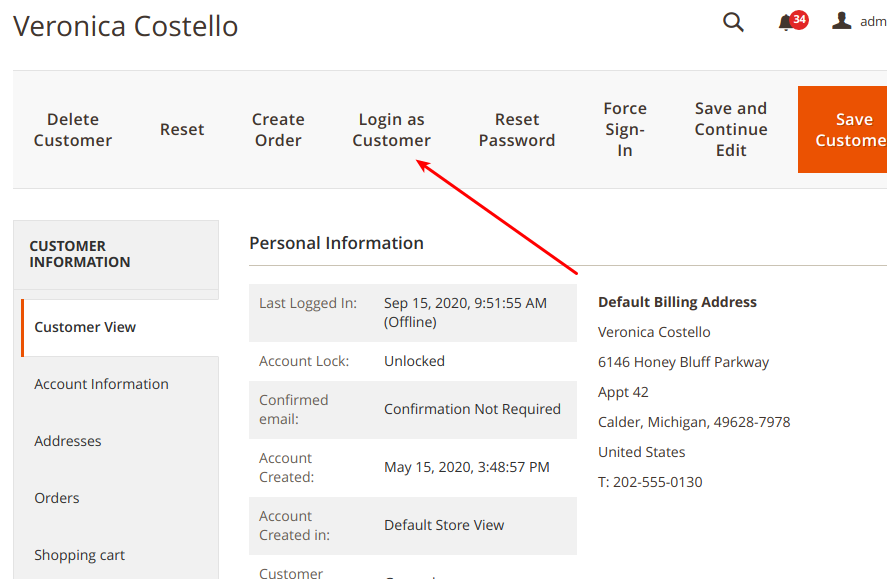 Veronica Costello
34
adm
Delete
Customer
Reset
Create
Order
Login as
Customer
Reset
Password
Force
Sign-
In
Save and
Continue
Edit
Save
Custome
CUSTOMER
INFORMATION
Customer View
Account Information
Addresses
Orders
Shopping cart
Personal Information
Last Logged In: Sep 15, 2020, 9:51:55 AM
(Offline)
Account Lock: Unlocked
Confirmed
email: Confirmation Not Required
Account
Created: May 15, 2020, 3:48:57 PM
Account
Created in: Default Store View
Customer
Default Billing Address
Veronica Costello
6146 Honey Bluff Parkway
Appt 42
Calder, Michigan, 49628-7978
United States
T: 202-555-0130